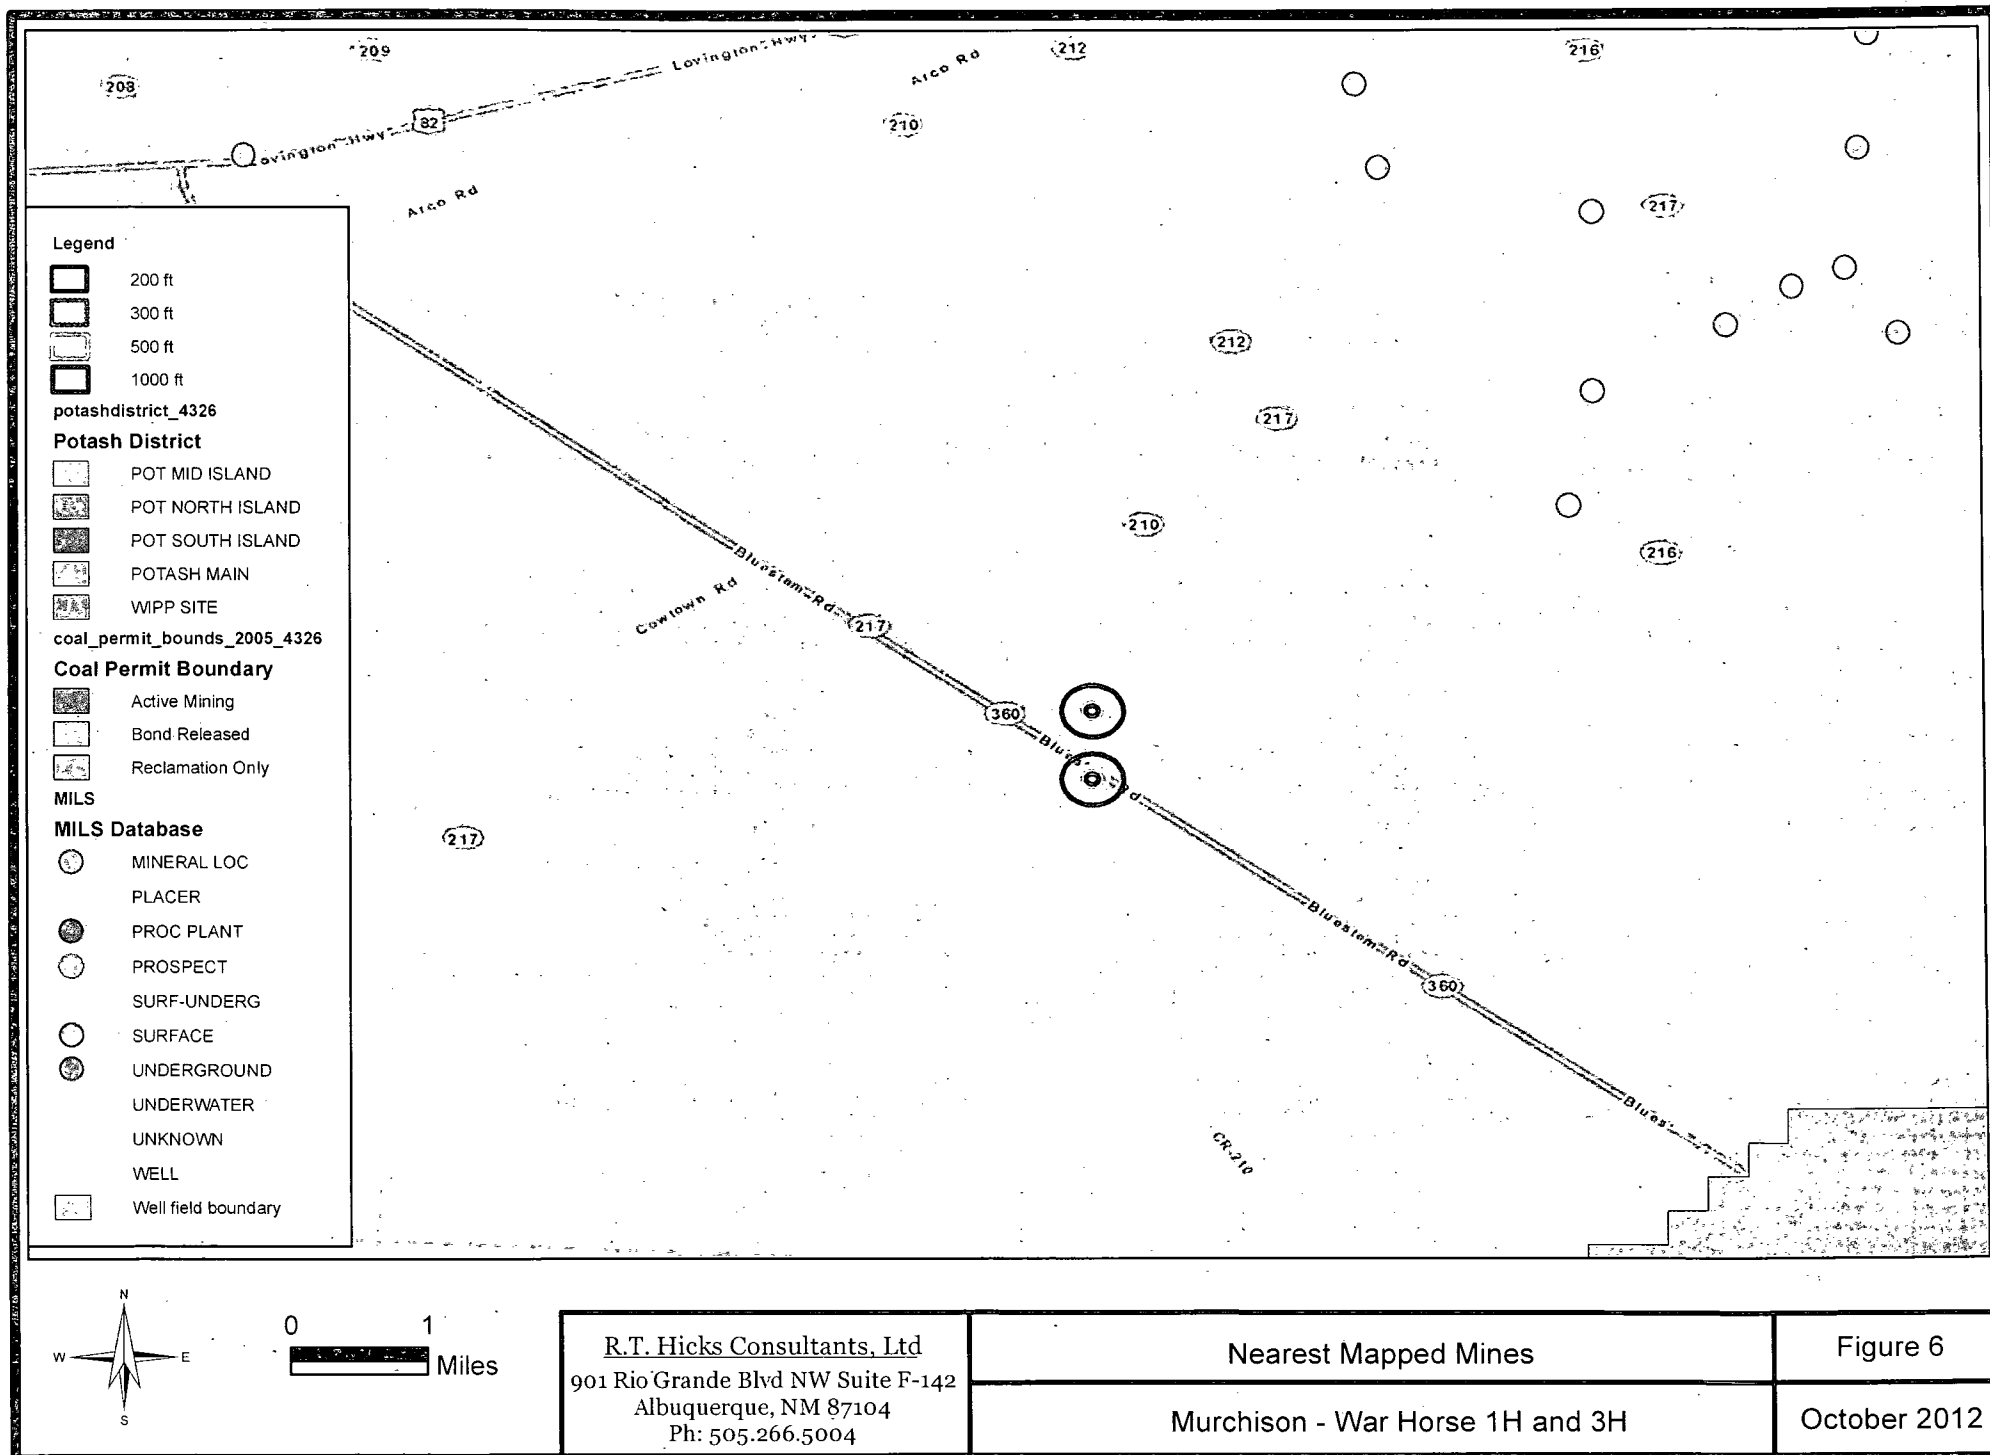 209
Lovington Hwy
Arco Rd
212
216
208
82
210
Lovington Hwy
Arco Rd
217
212
217
210
216
Bluestem Rd
Cowtown Rd
217
360
217
Bluestem Rd
360
CR-210
Legend
200 ft
300 ft
500 ft
1000 ft
potashdistrict_4326
Potash District
POT MID ISLAND
POT NORTH ISLAND
POT SOUTH ISLAND
POTASH MAIN
WIPP SITE
coal_permit_bounds_2005_4326
Coal Permit Boundary
Active Mining
Bond Released
Reclamation Only
MILS
MILS Database
MINERAL LOC
PLACER
PROC PLANT
PROSPECT
SURF-UNDERG
SURFACE
UNDERGROUND
UNDERWATER
UNKNOWN
WELL
Well field boundary
N
W E
S
0 1
Miles
R.T. Hicks Consultants, Ltd
901 Rio Grande Blvd NW Suite F-142
Albuquerque, NM 87104
Ph: 505.266.5004
Nearest Mapped Mines
Murchison - War Horse 1H and 3H
Figure 6
October 2012